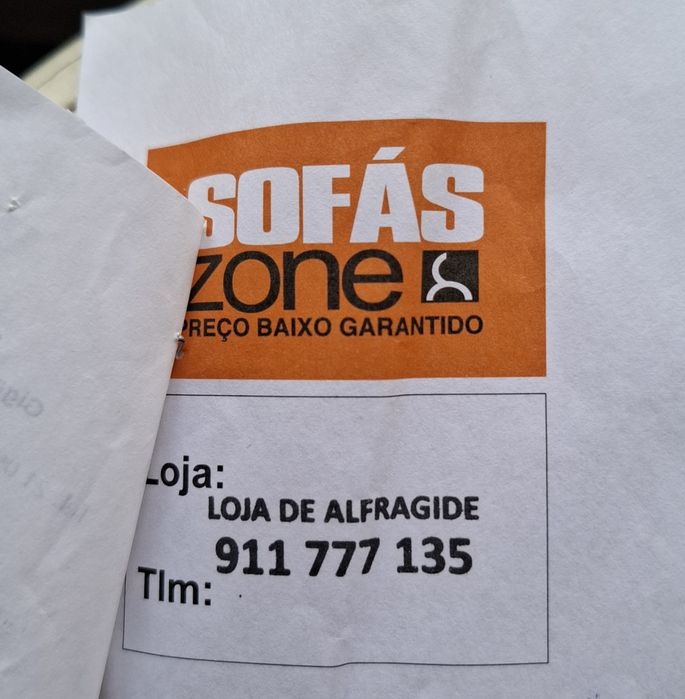 SOFÁS
zone
PREÇO BAIXO GARANTIDO
Loja:
LOJA DE ALFRAGIDE
911 777 135
Tlm: